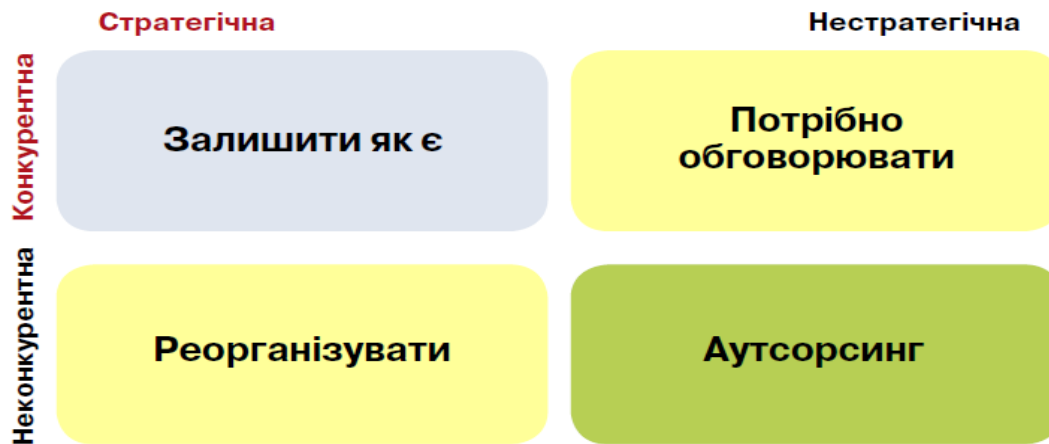 Стратегічна
Нестратегічна
Конкурентна
Залишити як є
Потрібно
обговорювати
Неконкурентна
Реорганізувати
Аутсорсинг